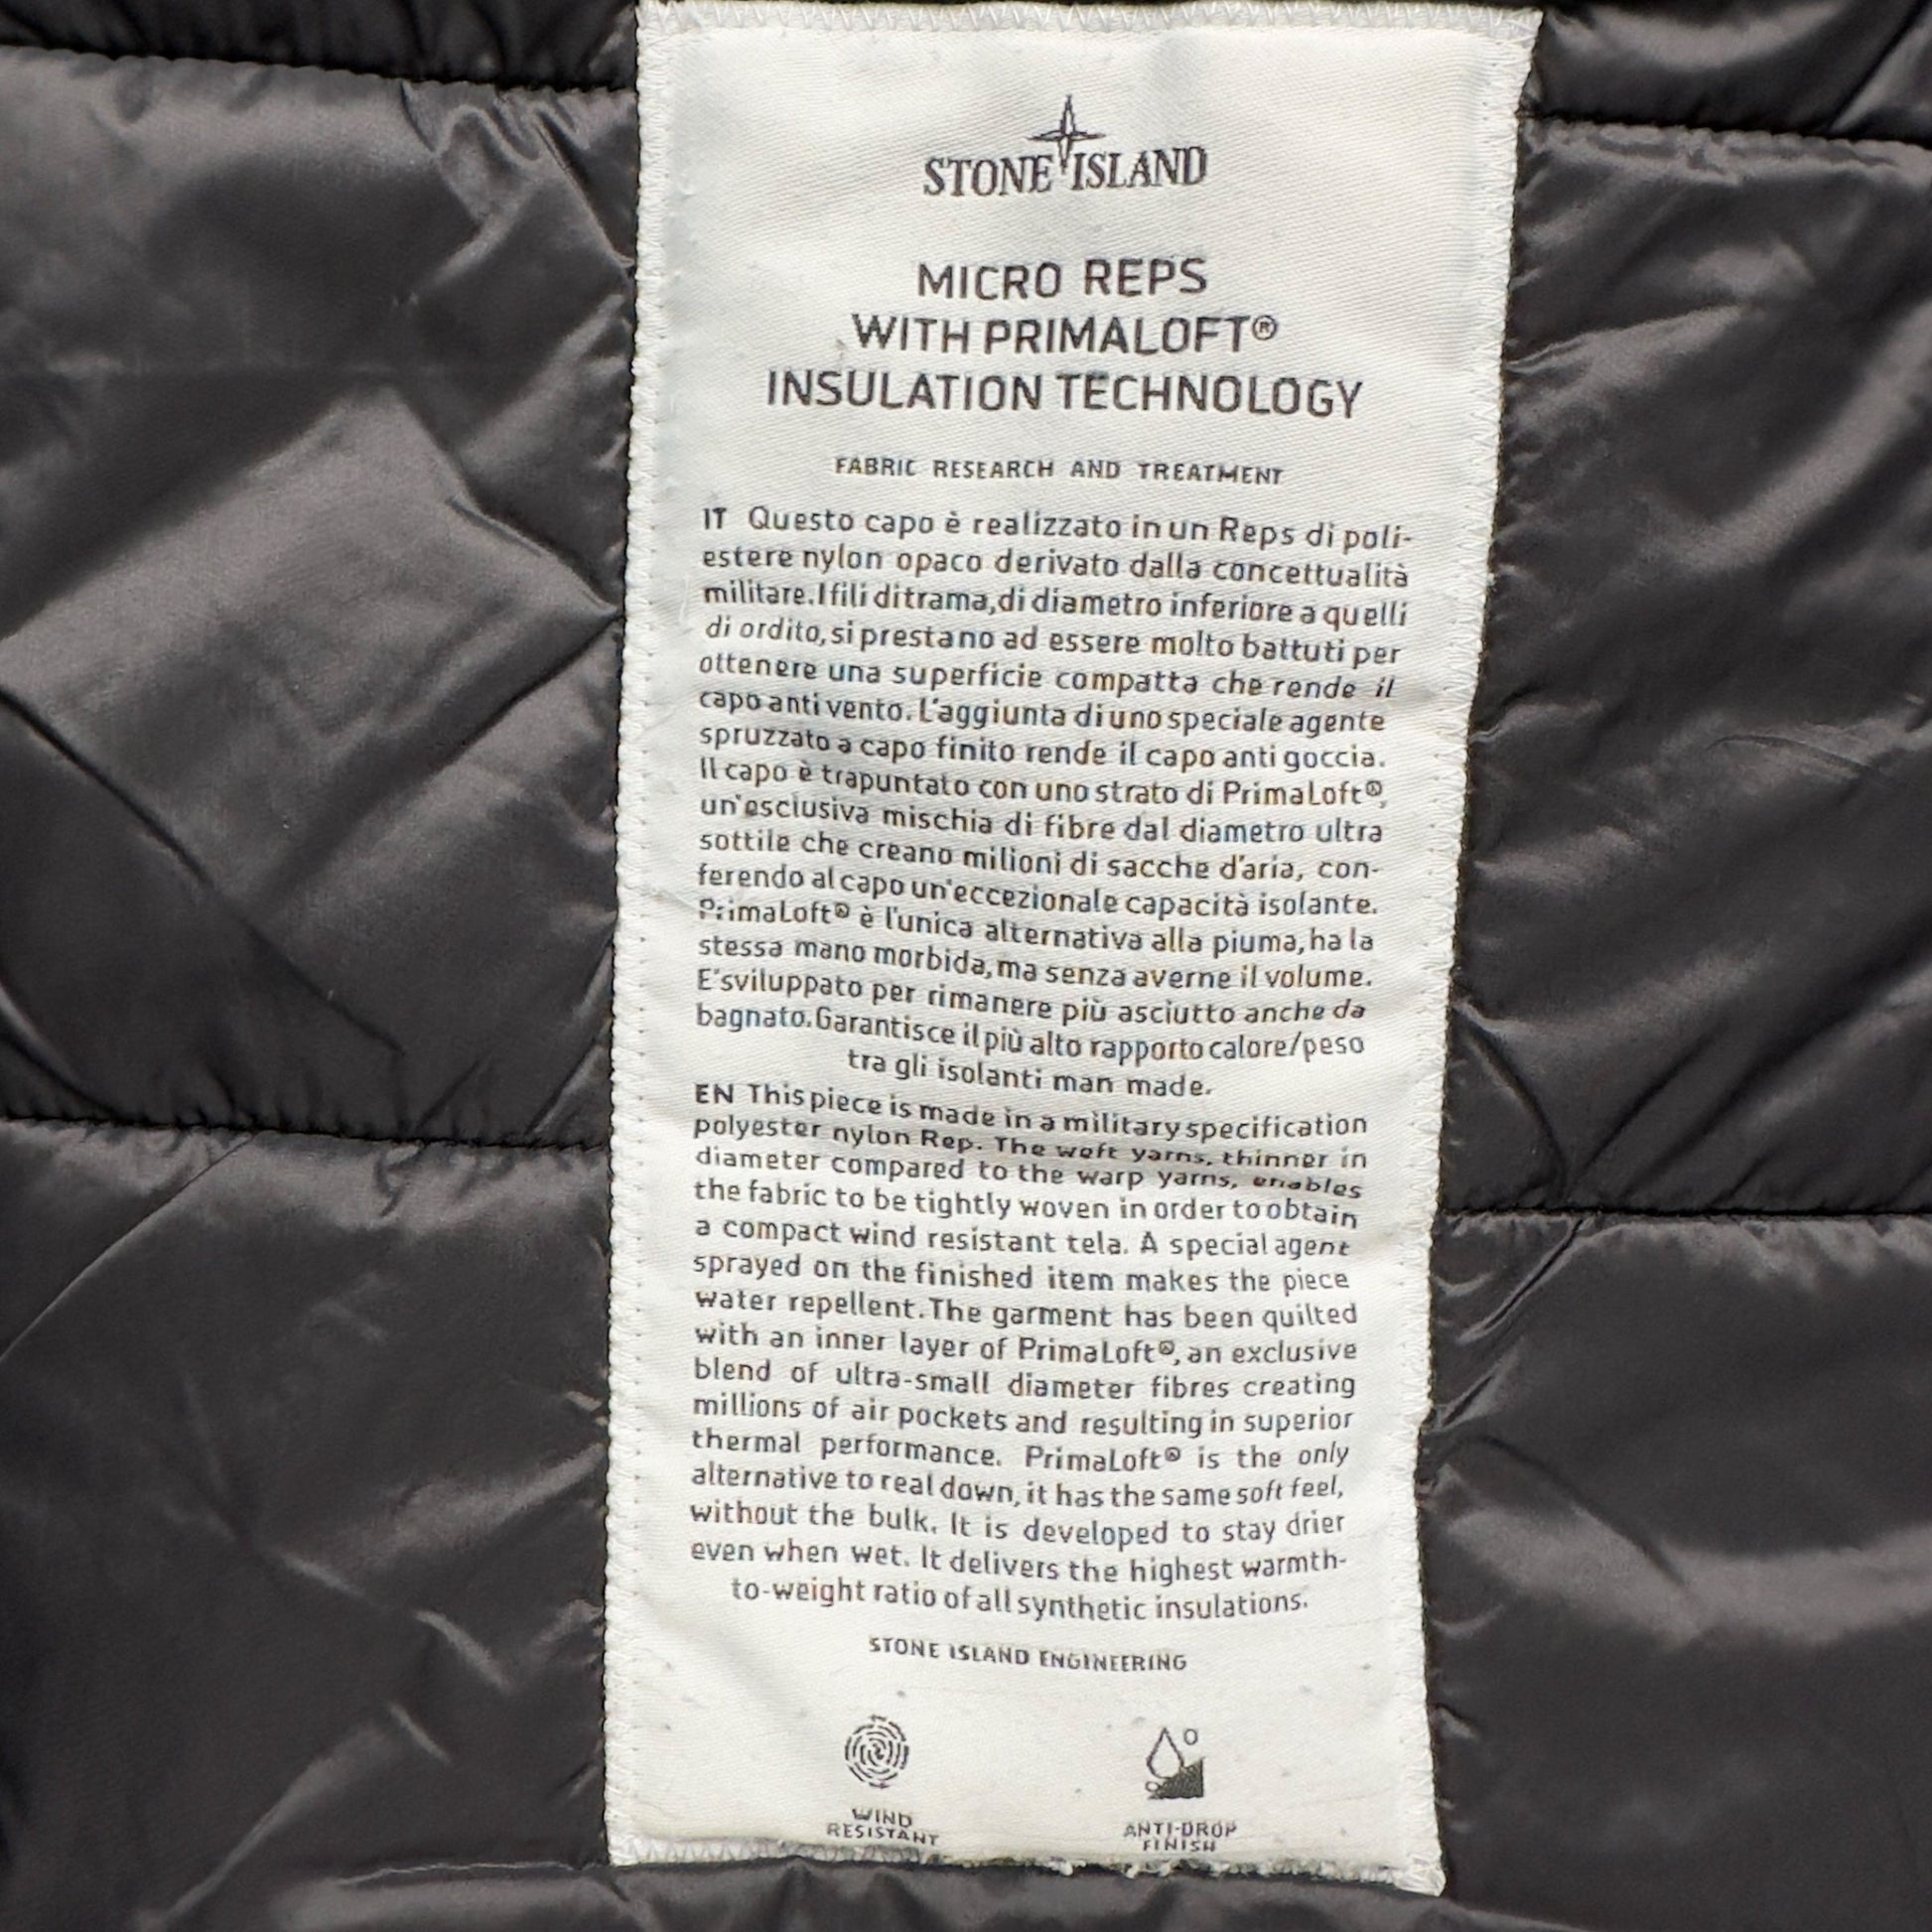 STONE ISLAND
MICRO REPS
WITH PRIMALOFT®
INSULATION TECHNOLOGY
FABRIC RESEARCH AND TREATMENT
IT Questo capo è realizzato in un Reps di poli-
estere nylon opaco derivato dalla concettualità
militare. I fili di trama, di diametro inferiore a quelli
di ordito, si prestano ad essere molto battuti per
ottenere una superficie compatta che rende il
capo anti vento. L'aggiunta di uno speciale agente
spruzzato a capo finito rende il capo anti goccia.
Il capo è trapuntato con uno strato di PrimaLoft®,
un'esclusiva mischia di fibre dal diametro ultra
sottile che creano milioni di sacche d'aria, con-
ferendo al capo un'eccezionale capacità isolante.
PrimaLoft® è l'unica alternativa alla piuma, ha la
stessa mano morbida, ma senza averne il volume.
E'sviluppato per rimanere più asciutto anche da
bagnato. Garantisce il più alto rapporto calore/peso
tra gli isolanti man made.
EN This piece is made in a military specification
polyester nylon Rep. The weft yarns, thinner in
diameter compared to the warp yarns, enables
the fabric to be tightly woven in order to obtain
a compact wind resistant tela. A special agent
sprayed on the finished item makes the piece
water repellent. The garment has been quilted
with an inner layer of PrimaLoft®, an exclusive
blend of ultra-small diameter fibres creating
millions of air pockets and resulting in superior
thermal performance. PrimaLoft® is the only
alternative to real down, it has the same soft feel,
without the bulk. It is developed to stay drier
even when wet. It delivers the highest warmth-
to-weight ratio of all synthetic insulations.
STONE ISLAND ENGINEERING
WIND
RESISTANT
ANTI-DROP
FINISH